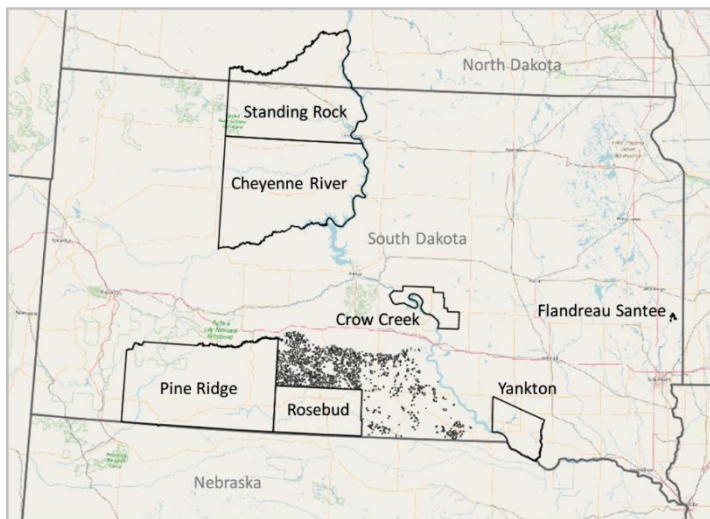 North Dakota
Standing Rock
Cheyenne River
South Dakota
Crow Creek
Flandreau Santee
Pine Ridge
Rosebud
Yankton
Nebraska